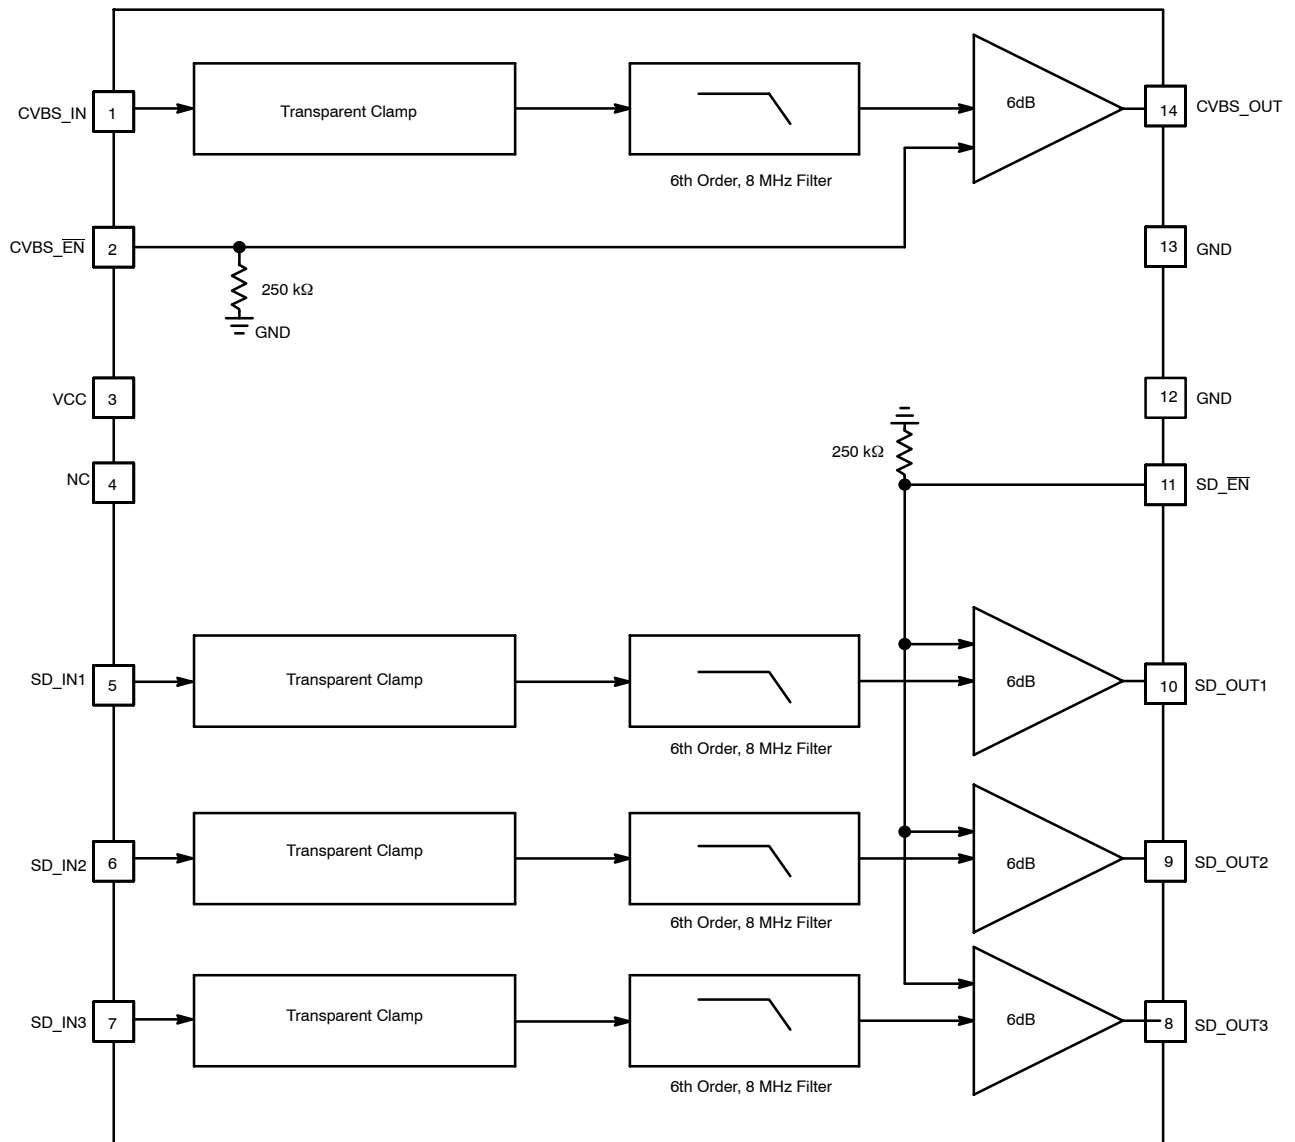 CVBS_IN 1 Transparent Clamp 6dB 14 CVBS_OUT
6th Order, 8 MHz Filter
CVBS_E̅N̅ 2 13 GND
250 kΩ
GND
VCC 3 12 GND
250 kΩ
NC 4 11 SD_E̅N̅
SD_IN1 5 Transparent Clamp 6dB 10 SD_OUT1
6th Order, 8 MHz Filter
SD_IN2 6 Transparent Clamp 6dB 9 SD_OUT2
6th Order, 8 MHz Filter
SD_IN3 7 Transparent Clamp 6dB 8 SD_OUT3
6th Order, 8 MHz Filter